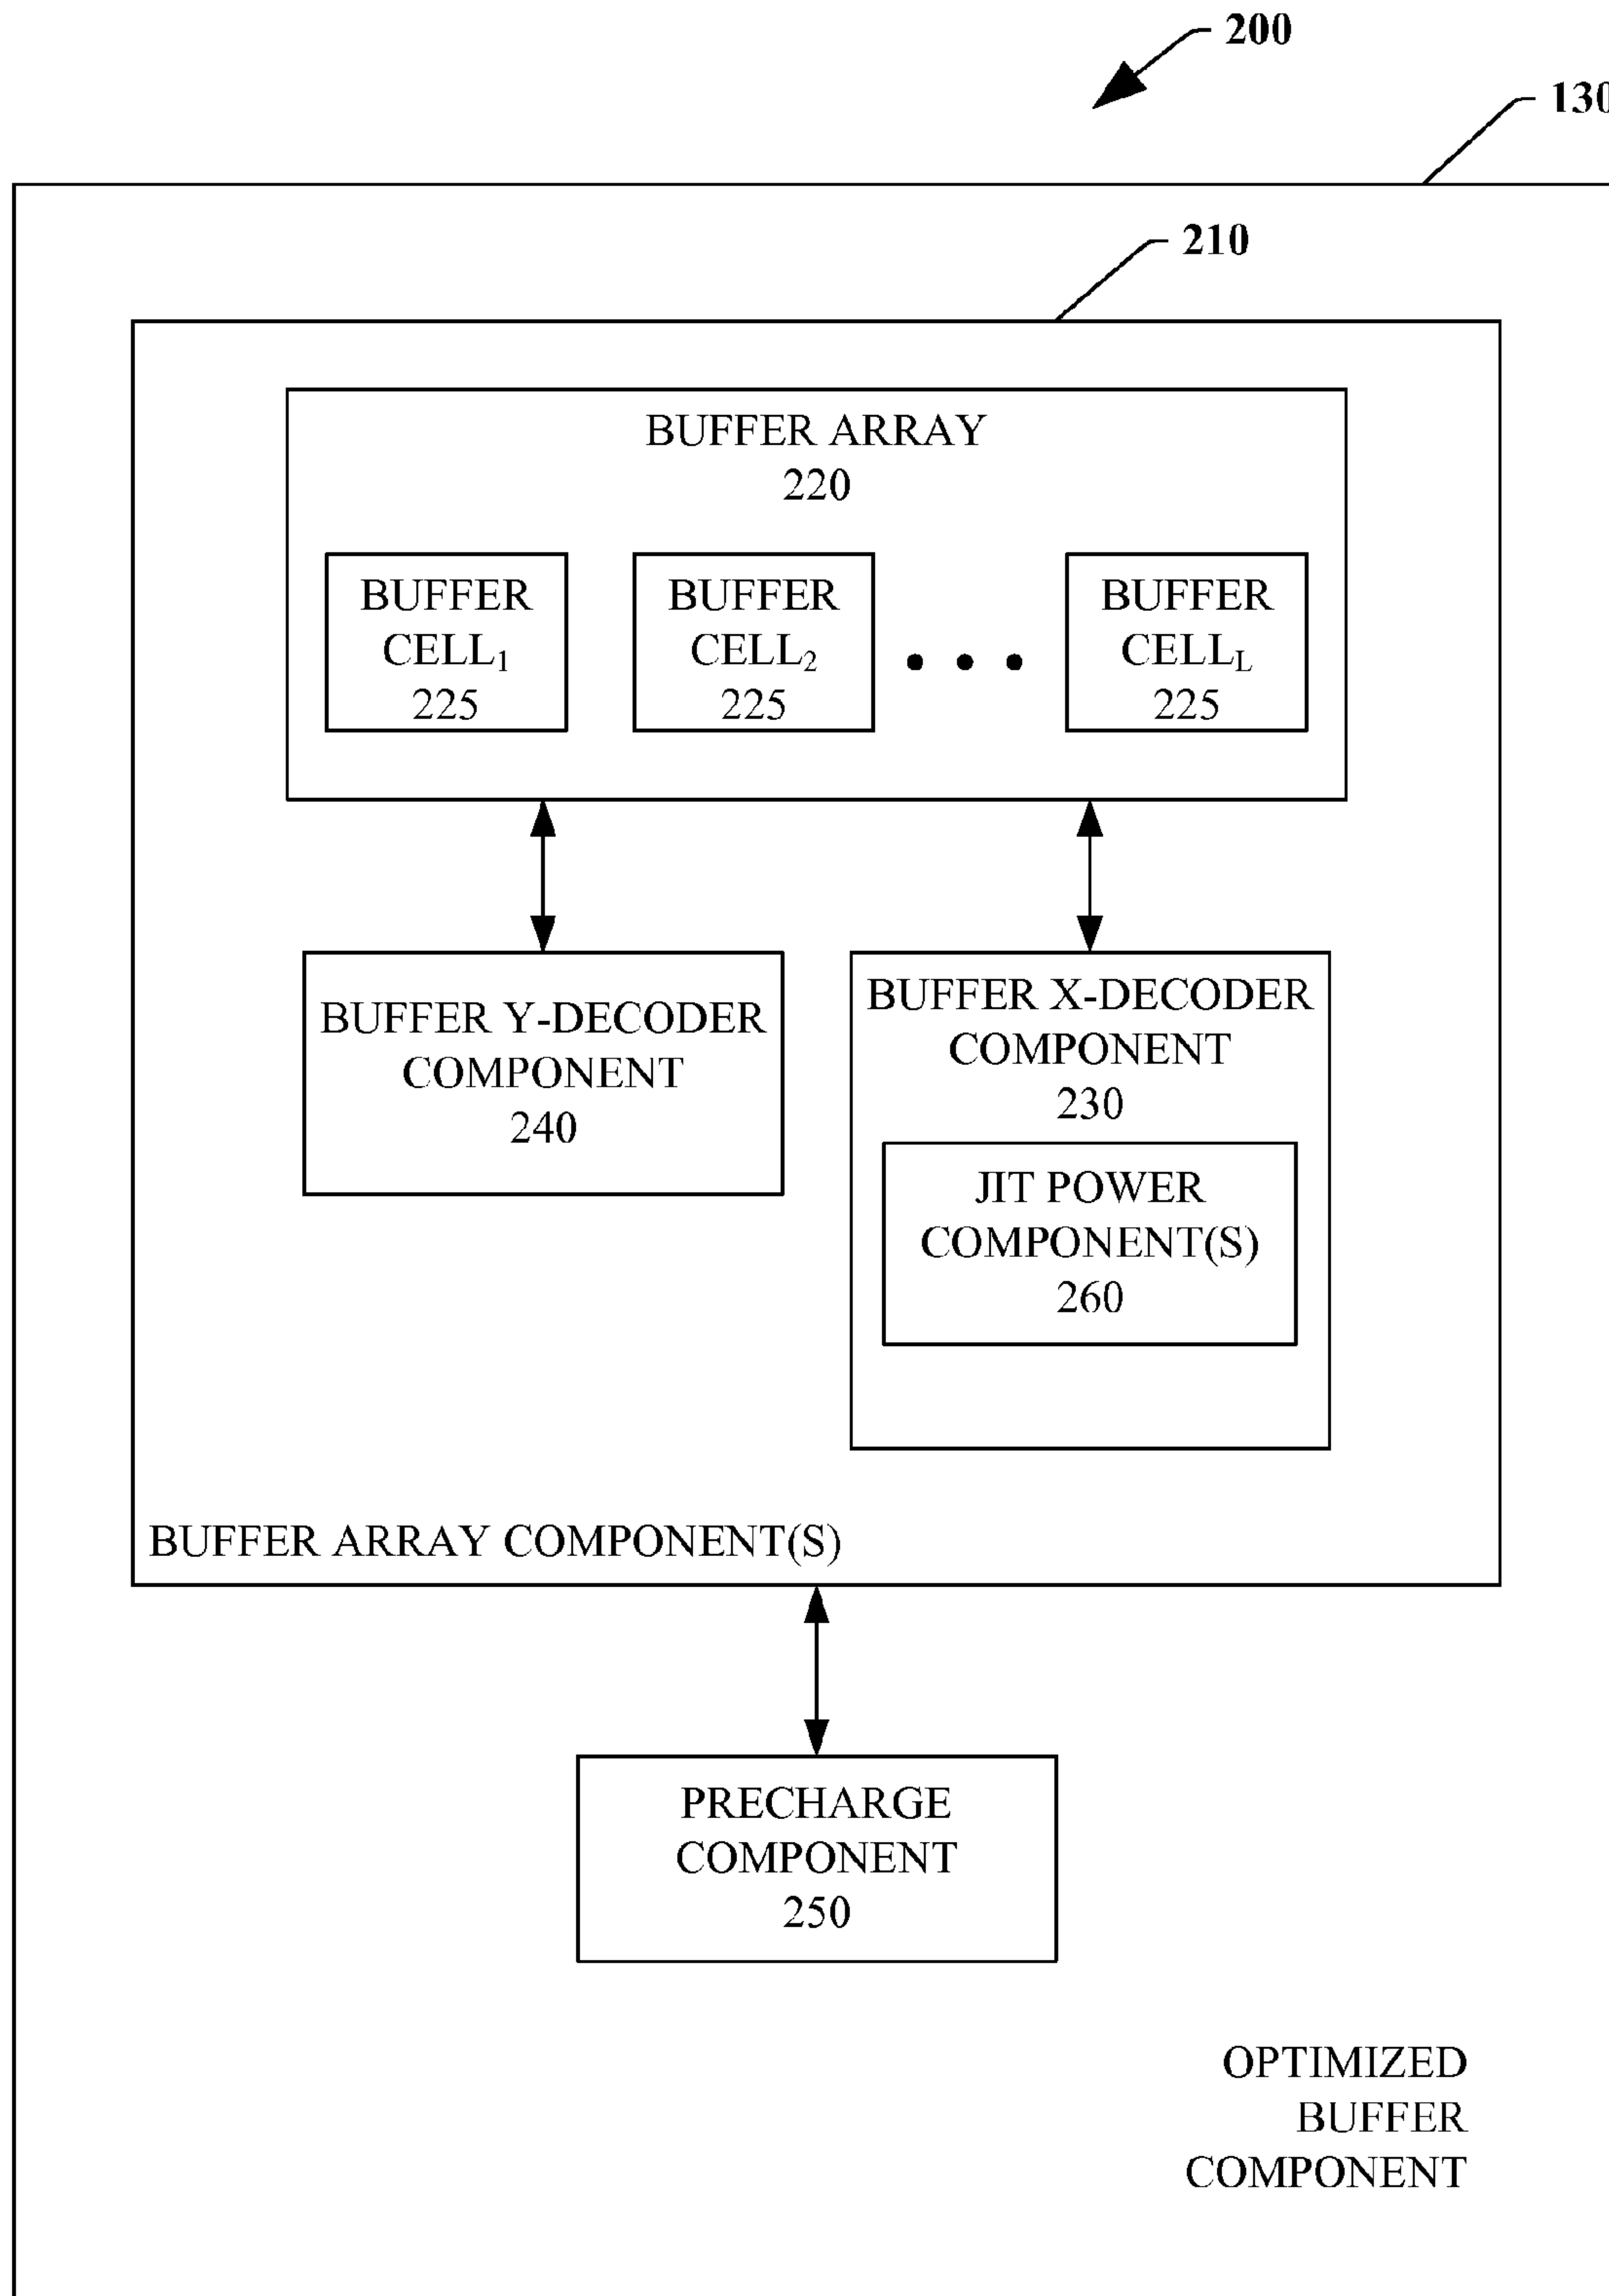 200
130
210
BUFFER ARRAY
220
BUFFER
CELL₁
225
BUFFER
CELL₂
225
• • •
BUFFER
CELL_L
225
BUFFER Y-DECODER
COMPONENT
240
BUFFER X-DECODER
COMPONENT
230
JIT POWER
COMPONENT(S)
260
BUFFER ARRAY COMPONENT(S)
PRECHARGE
COMPONENT
250
OPTIMIZED
BUFFER
COMPONENT